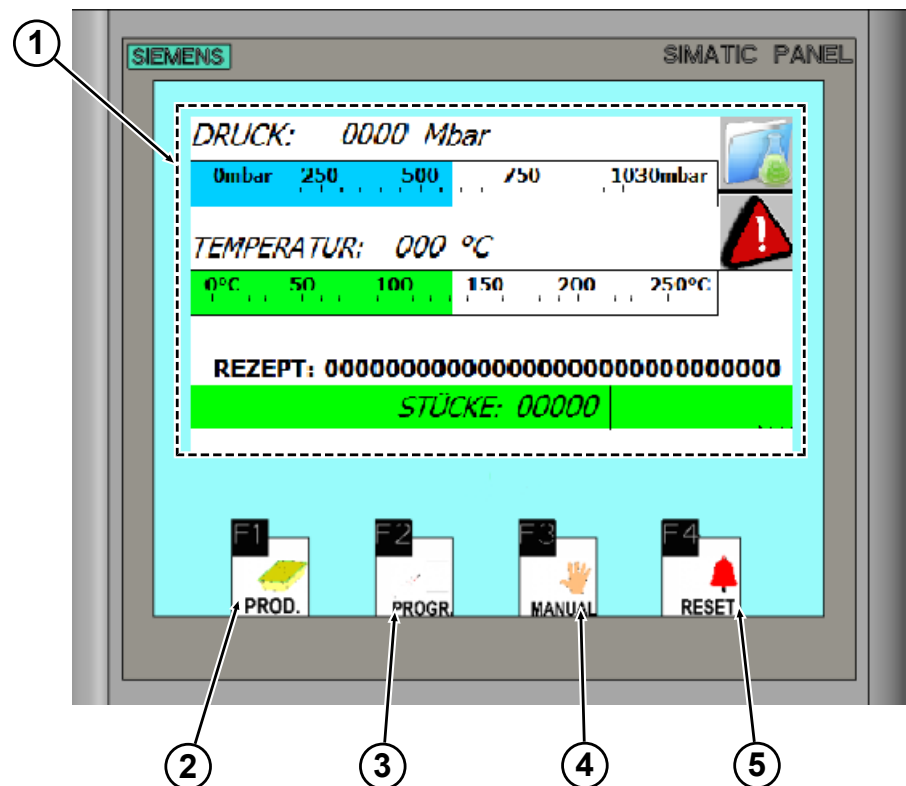 1
SIEMENS SIMATIC PANEL
DRUCK: 0000 Mbar
0mbar 250 500 750 1030mbar
TEMPERATUR: 000 °C
0°C 50 100 150 200 250°C
REZEPT: 00000000000000000000000000000000
STÜCKE: 00000
F1 F2 F3 F4
PROD. PROGR. MANUAL RESET
2 3 4 5